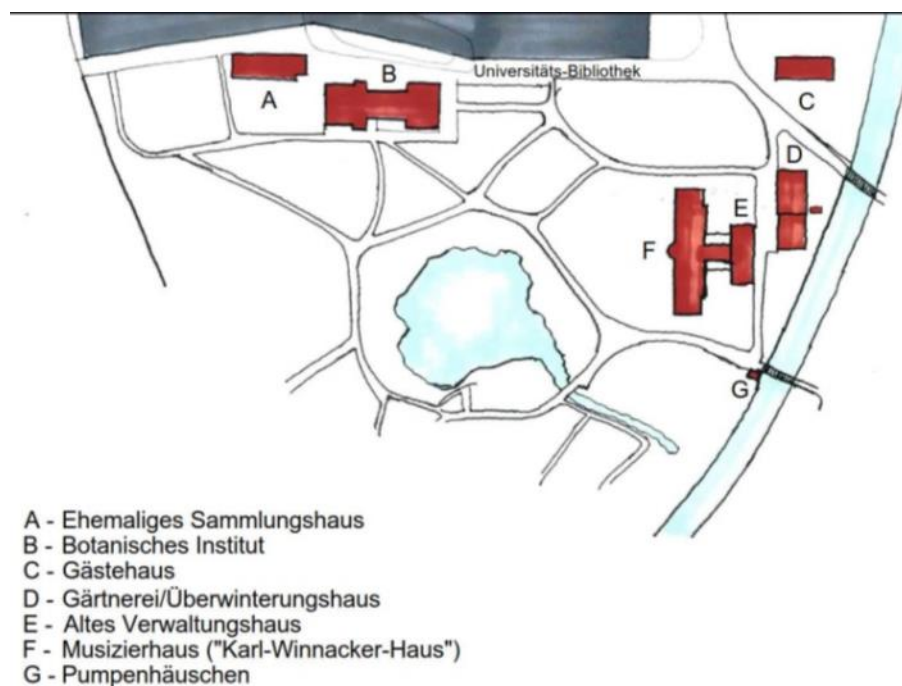 A
B
Universitäts-Bibliothek
C
D
E
F
G
A - Ehemaliges Sammlungshaus
B - Botanisches Institut
C - Gästehaus
D - Gärtnerei/Überwinterungshaus
E - Altes Verwaltungshaus
F - Musizierhaus ("Karl-Winnacker-Haus")
G - Pumpenhäuschen